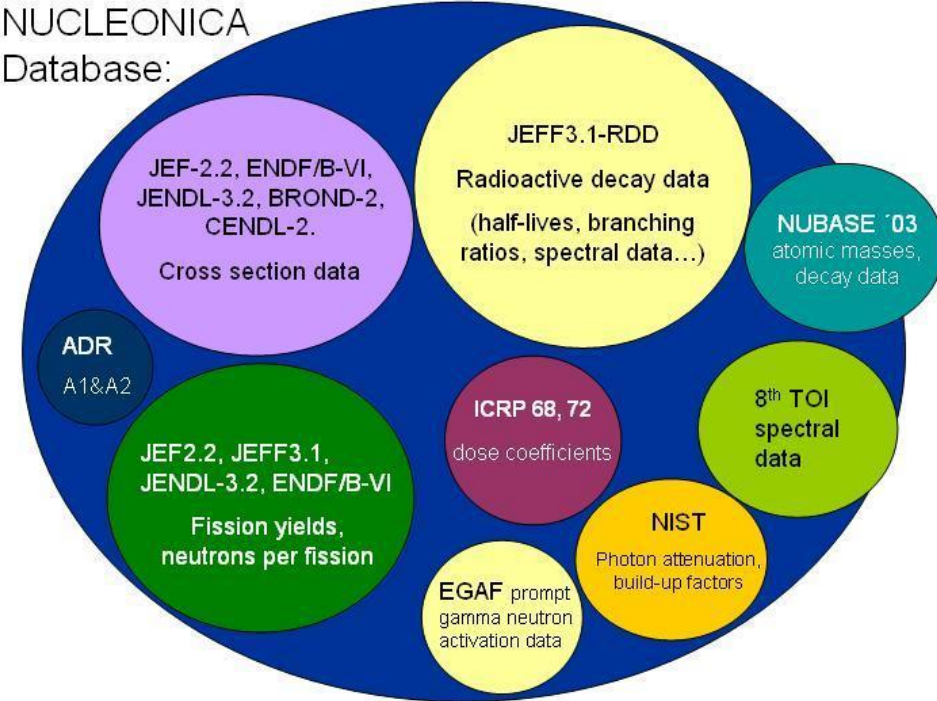 NUCLEONICA
Database:
JEF-2.2, ENDF/B-VI,
JENDL-3.2, BROND-2,
CENDL-2.
Cross section data
JEFF3.1-RDD
Radioactive decay data
(half-lives, branching
ratios, spectral data...)
NUBASE ´03
atomic masses,
decay data
ADR
A1&A2
JEF2.2, JEFF3.1,
JENDL-3.2, ENDF/B-VI
Fission yields,
neutrons per fission
ICRP 68, 72
dose coefficients
8th TOI
spectral
data
NIST
Photon attenuation,
build-up factors
EGAF prompt
gamma neutron
activation data